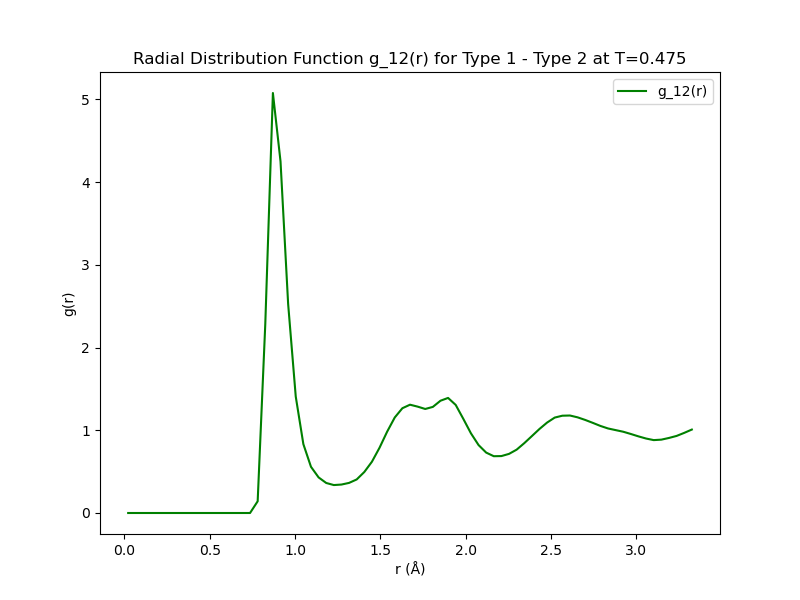 Radial Distribution Function g_12(r) for Type 1 - Type 2 at T=0.475
g_12(r)
5
4
3
2
1
0
g(r)
0.0 0.5 1.0 1.5 2.0 2.5 3.0
r (Å)